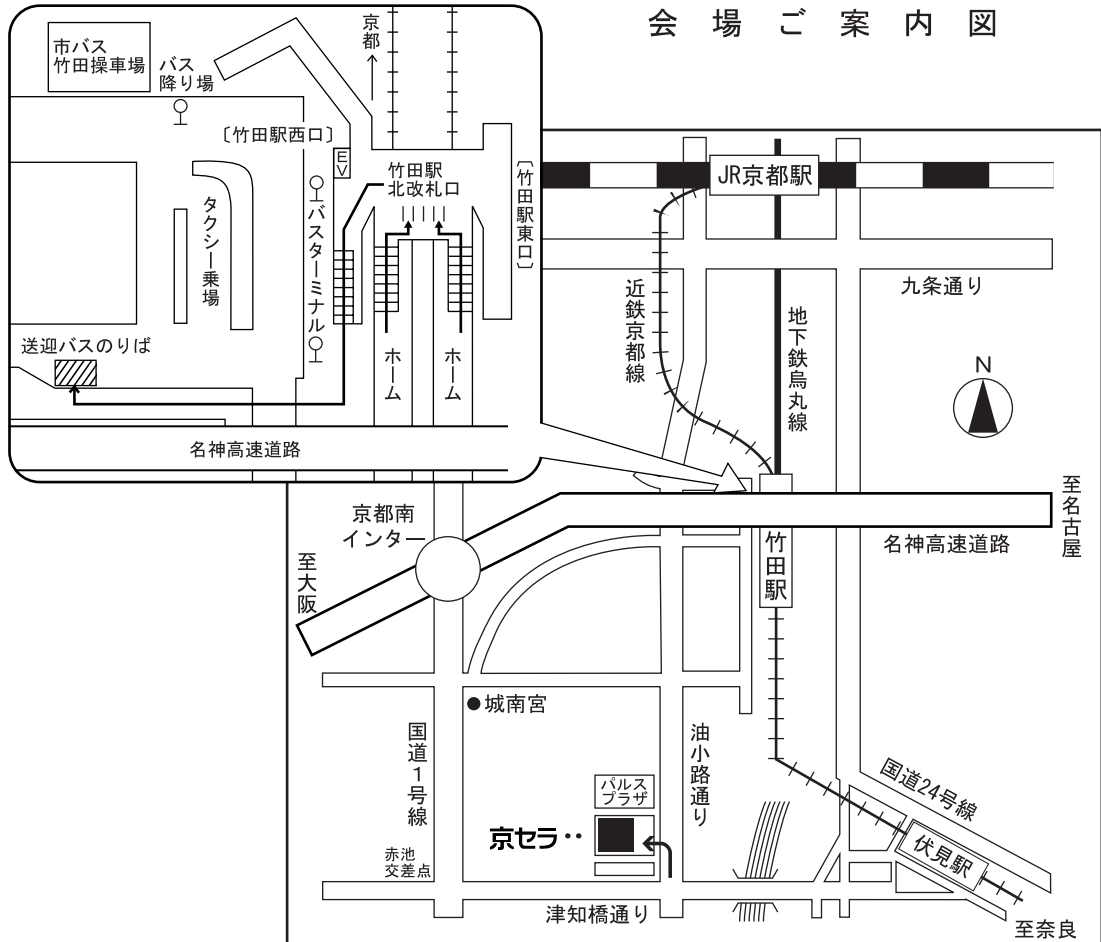 会場ご案内図
市バス
竹田操車場
バス
降り場
京都
〔竹田駅西口〕
EV
竹田駅
北改札口
〔竹田駅東口〕
タクシー乗場
バスターミナル
送迎バスのりば
ホーム
ホーム
名神高速道路
JR京都駅
九条通り
近鉄京都線
地下鉄烏丸線
N
至名古屋
京都南
インター
至大阪
竹田駅
名神高速道路
城南宮
国道1号線
油小路通り
国道24号線
パルス
プラザ
京セラ
赤池
交差点
伏見駅
津知橋通り
至奈良